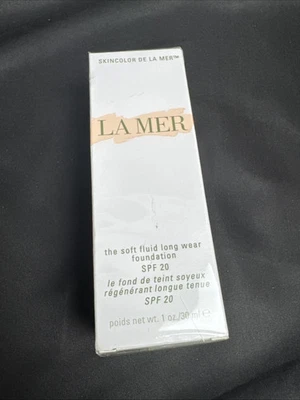 SKINCOLOR DE LA MER™
LA MER
the soft fluid long wear
foundation
SPF 20
le fond de teint soyeux
régénérant longue tenue
SPF 20
poids net wt. 1 oz./30 ml ℮